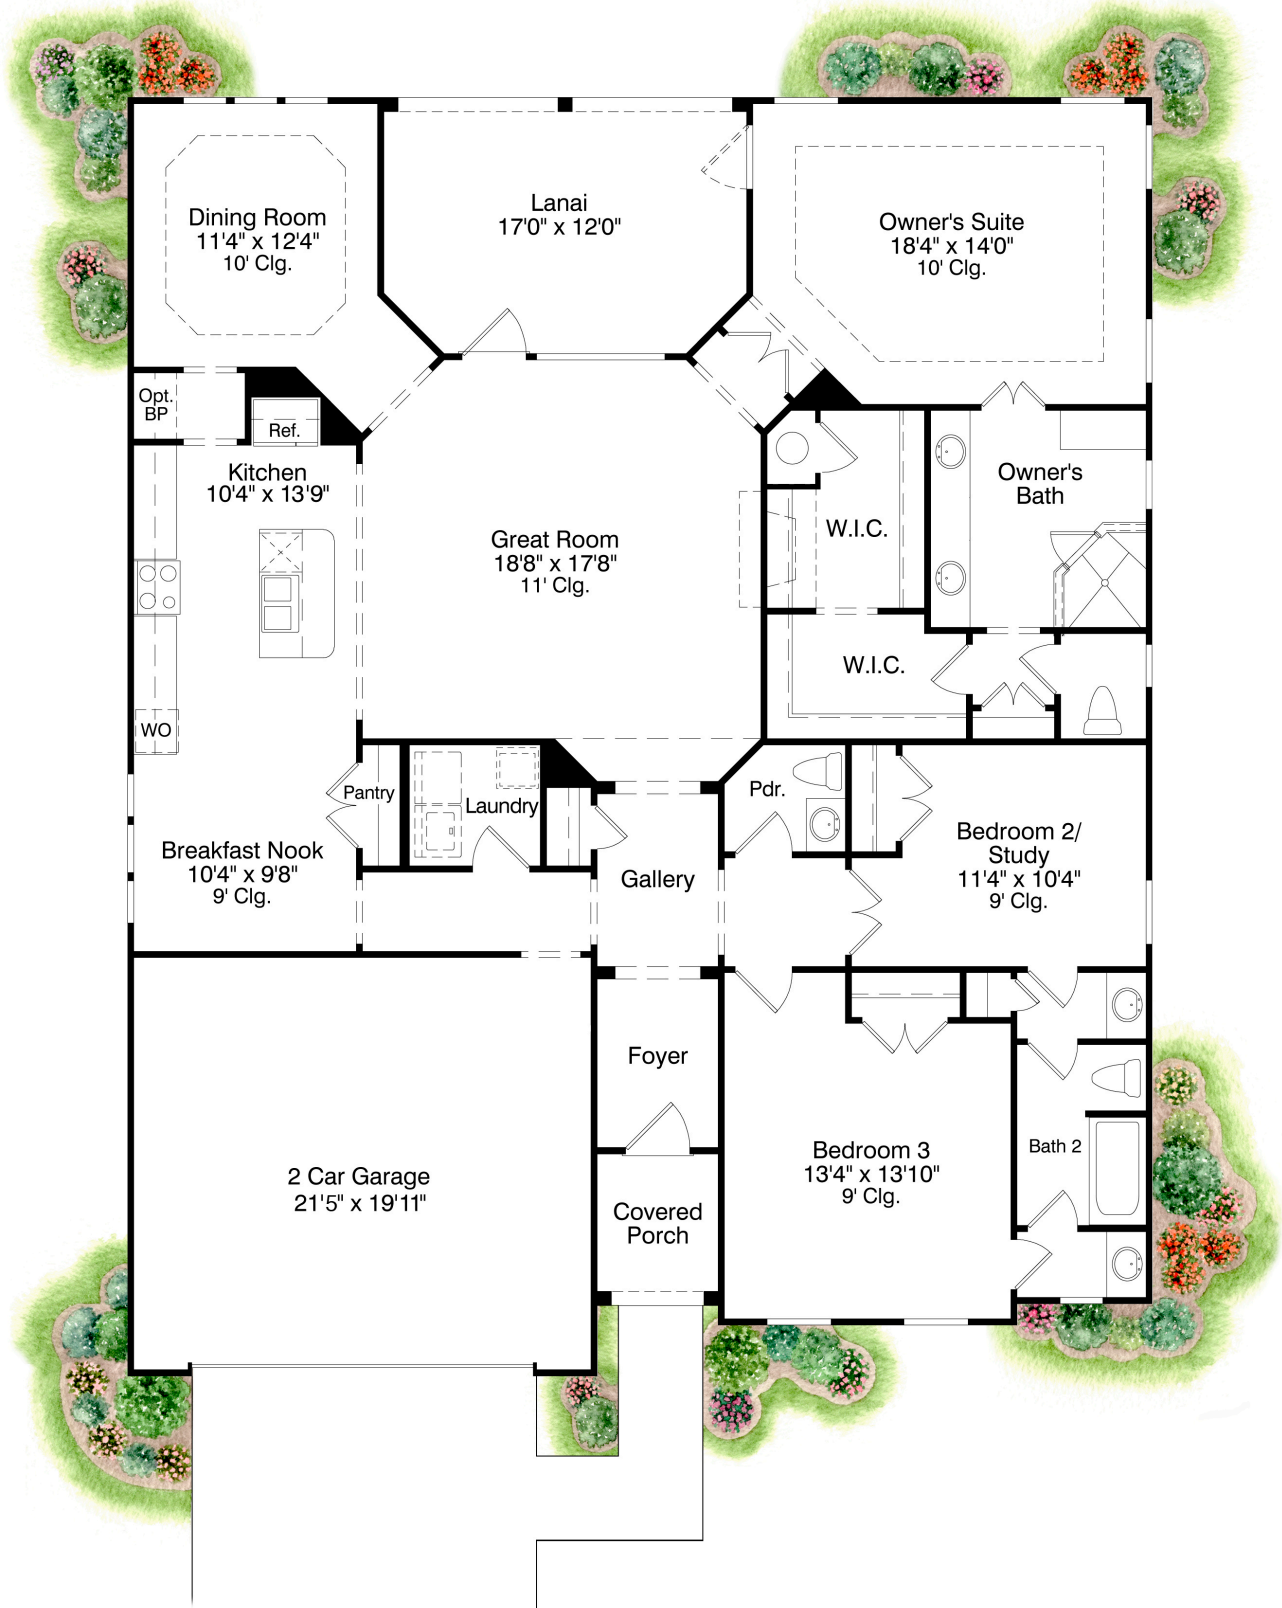 Dining Room
11'4" x 12'4"
10' Clg.
Lanai
17'0" x 12'0"
Owner's Suite
18'4" x 14'0"
10' Clg.
Opt.
BP
Ref.
Kitchen
10'4" x 13'9"
Great Room
18'8" x 17'8"
11' Clg.
W.I.C.
Owner's
Bath
W.I.C.
WO
Pantry
Laundry
Pdr.
Breakfast Nook
10'4" x 9'8"
9' Clg.
Gallery
Bedroom 2/
Study
11'4" x 10'4"
9' Clg.
Foyer
2 Car Garage
21'5" x 19'11"
Covered
Porch
Bedroom 3
13'4" x 13'10"
9' Clg.
Bath 2